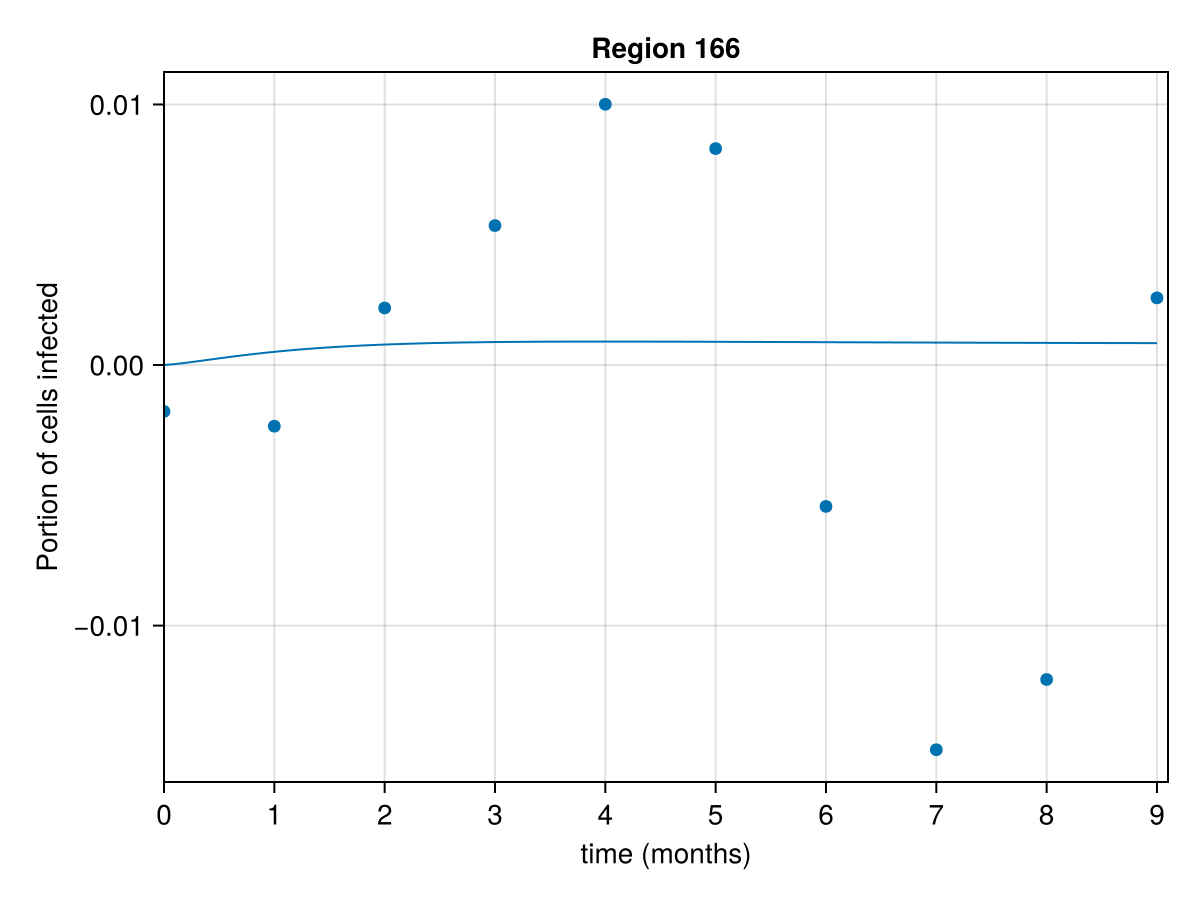 Region 166
0.01
0.00
−0.01
Portion of cells infected
0 1 2 3 4 5 6 7 8 9
time (months)